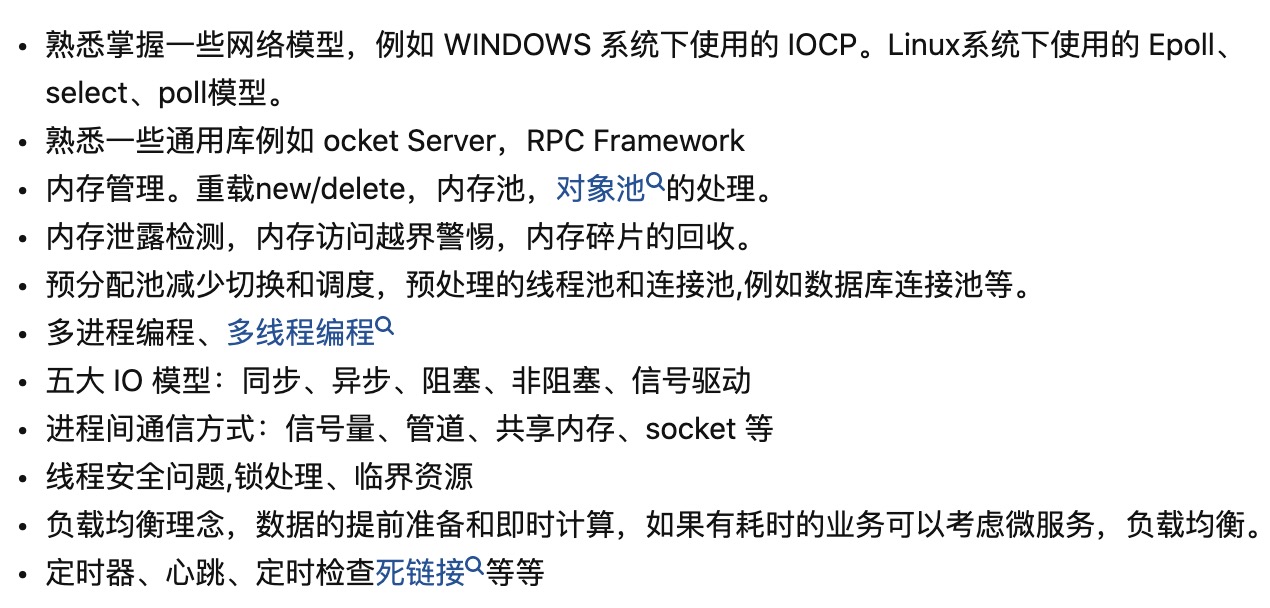 • 熟悉掌握一些网络模型，例如 WINDOWS 系统下使用的 IOCP。Linux系统下使用的 Epoll、
select、poll模型。
• 熟悉一些通用库例如 ocket Server，RPC Framework
• 内存管理。重载new/delete，内存池，对象池的处理。
• 内存泄露检测，内存访问越界警惕，内存碎片的回收。
• 预分配池减少切换和调度，预处理的线程池和连接池,例如数据库连接池等。
• 多进程编程、多线程编程
• 五大 IO 模型：同步、异步、阻塞、非阻塞、信号驱动
• 进程间通信方式：信号量、管道、共享内存、socket 等
• 线程安全问题,锁处理、临界资源
• 负载均衡理念，数据的提前准备和即时计算，如果有耗时的业务可以考虑微服务，负载均衡。
• 定时器、心跳、定时检查死链接等等